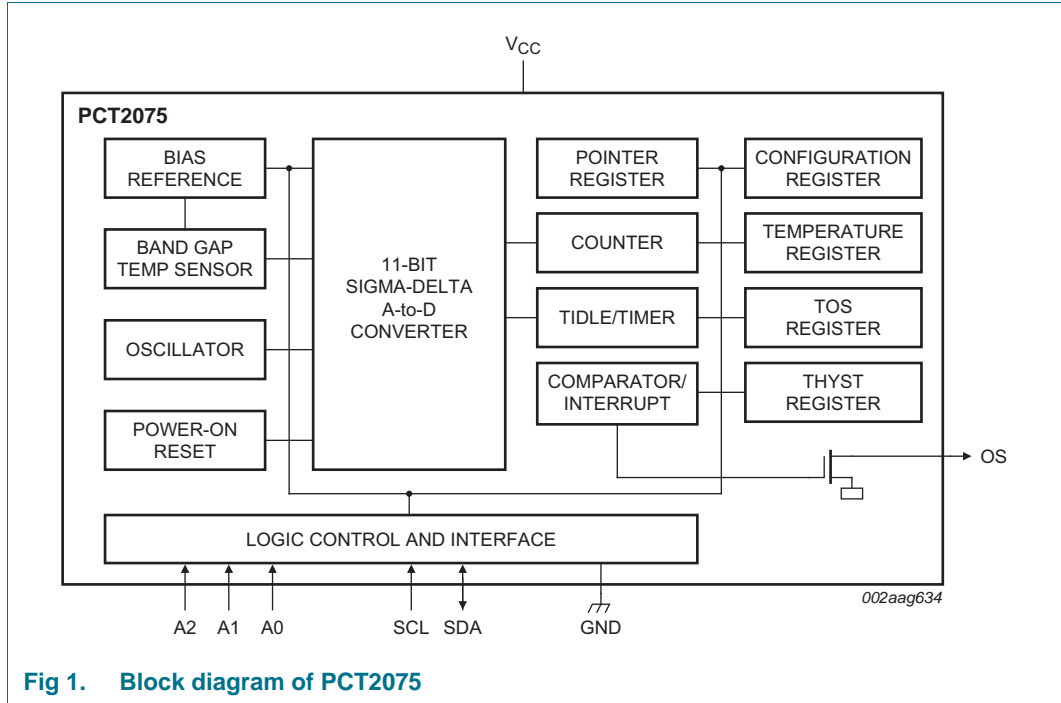 V_CC
PCT2075
BIAS
REFERENCE
BAND GAP
TEMP SENSOR
OSCILLATOR
POWER-ON
RESET
11-BIT
SIGMA-DELTA
A-to-D
CONVERTER
POINTER
REGISTER
COUNTER
TIDLE/TIMER
COMPARATOR/
INTERRUPT
CONFIGURATION
REGISTER
TEMPERATURE
REGISTER
TOS
REGISTER
THYST
REGISTER
OS
LOGIC CONTROL AND INTERFACE
A2 A1 A0 SCL SDA GND
002aag634
Fig 1. Block diagram of PCT2075